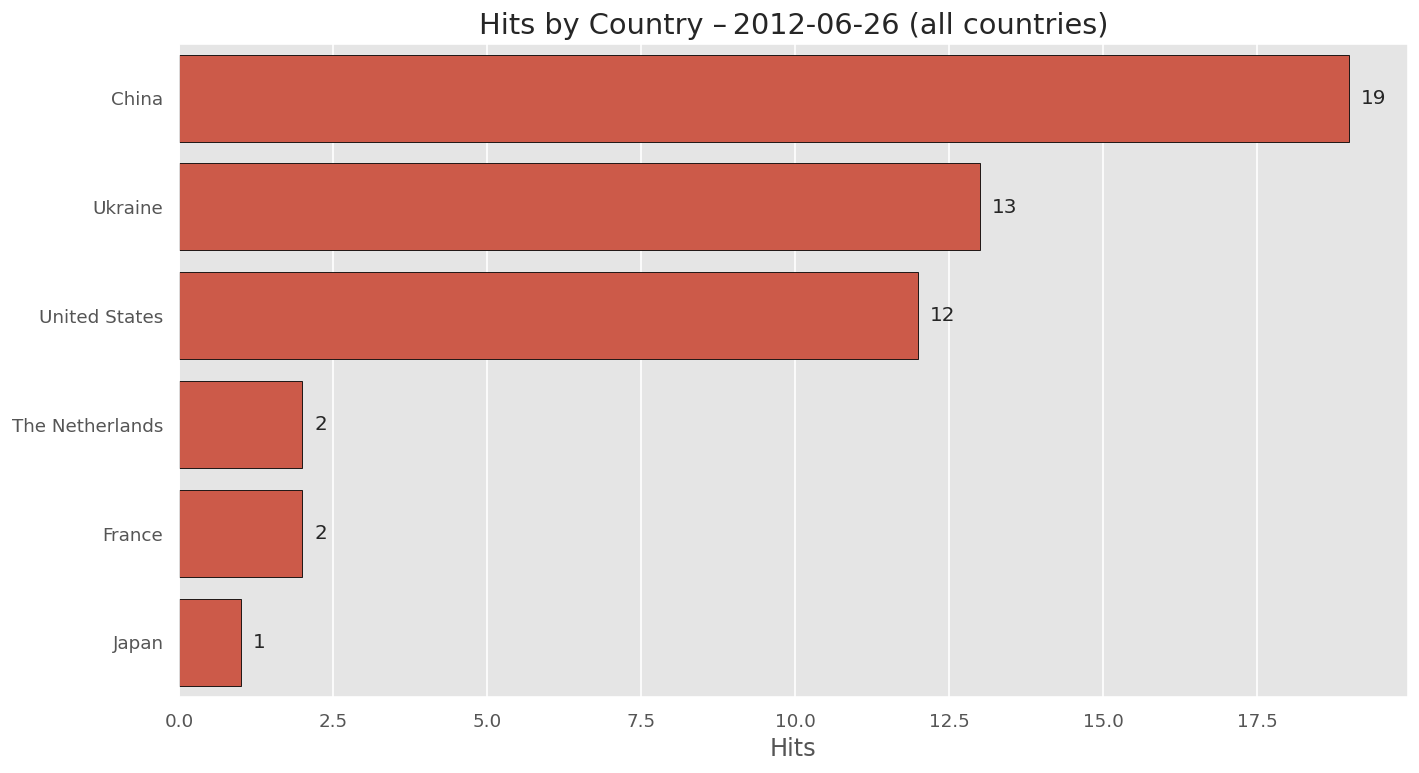 Hits by Country – 2012-06-26 (all countries)
China 19
Ukraine 13
United States 12
The Netherlands 2
France 2
Japan 1
0.0 2.5 5.0 7.5 10.0 12.5 15.0 17.5
Hits